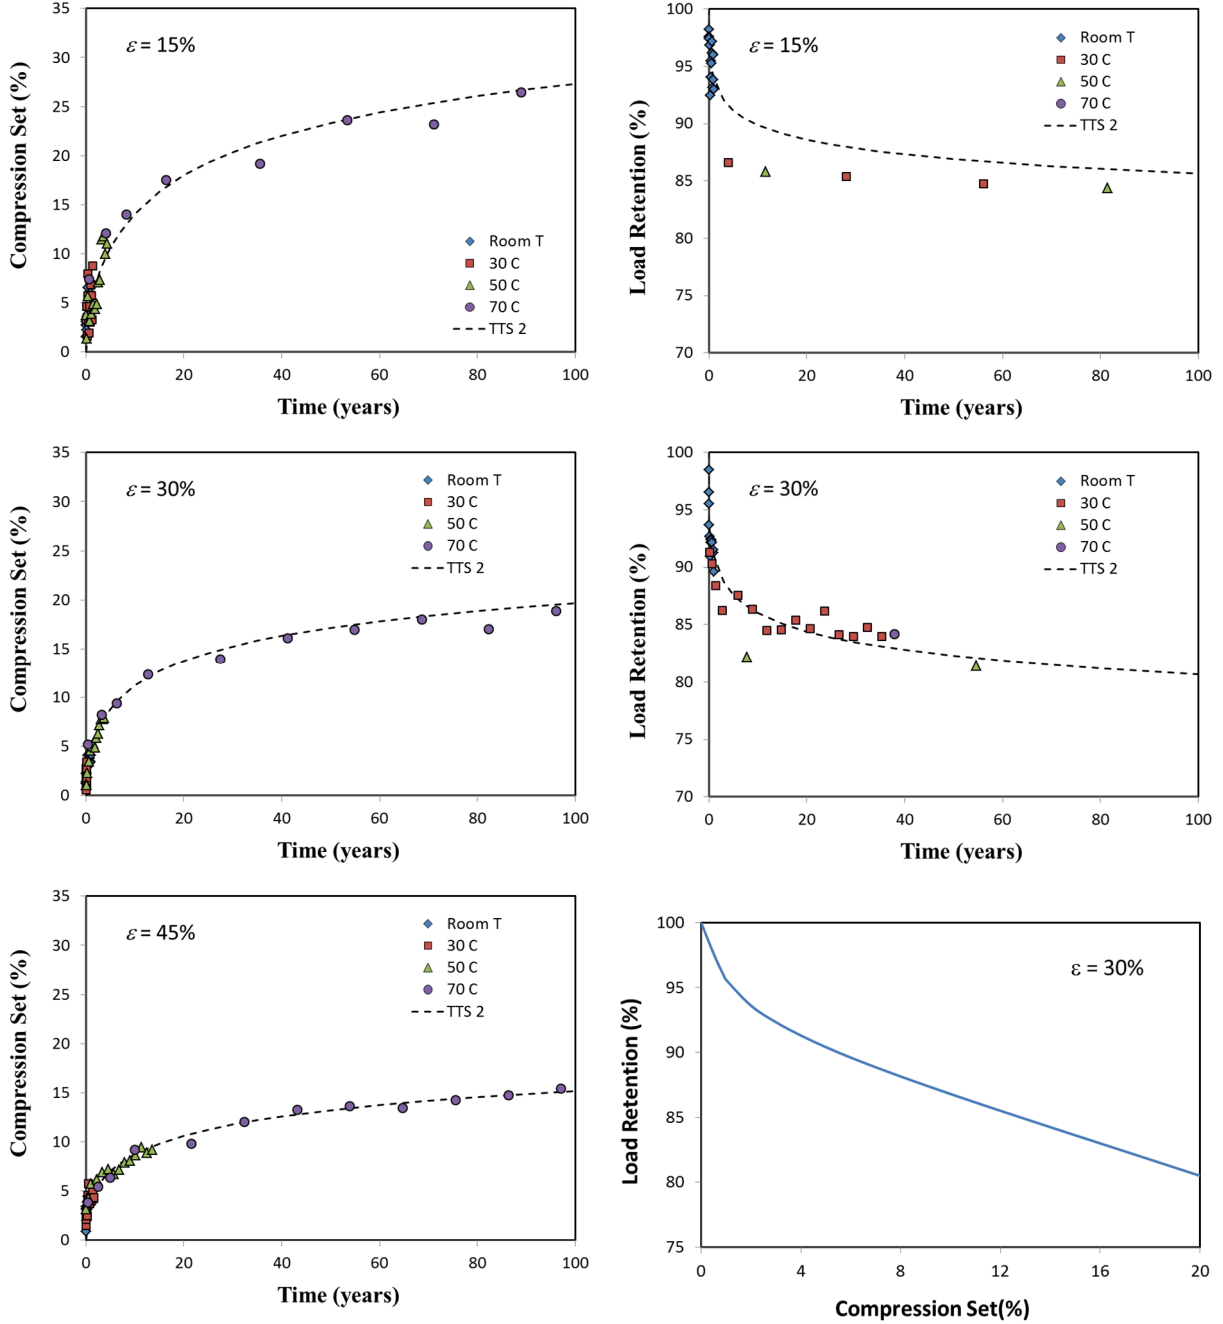 Compression Set (%)
35
30
25
20
15
10
5
0
ε = 15%
Room T
30 C
50 C
70 C
TTS 2
0 20 40 60 80 100
Time (years)
Load Retention (%)
100
95
90
85
80
75
70
ε = 15%
Room T
30 C
50 C
70 C
TTS 2
0 20 40 60 80 100
Time (years)
Compression Set (%)
35
30
25
20
15
10
5
0
ε = 30%
Room T
30 C
50 C
70 C
TTS 2
0 20 40 60 80 100
Time (years)
Load Retention (%)
100
95
90
85
80
75
70
ε = 30%
Room T
30 C
50 C
70 C
TTS 2
0 20 40 60 80 100
Time (years)
Compression Set (%)
35
30
25
20
15
10
5
0
ε = 45%
Room T
30 C
50 C
70 C
TTS 2
0 20 40 60 80 100
Time (years)
Load Retention (%)
100
95
90
85
80
75
ε = 30%
0 4 8 12 16 20
Compression Set(%)